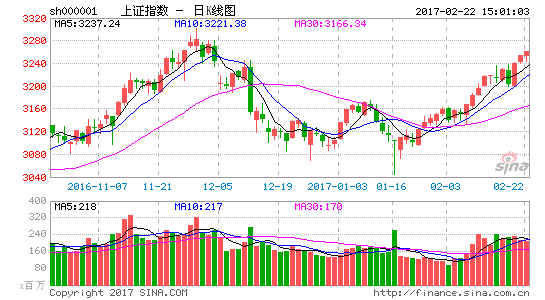 sh000001 上证指数 - 日K线图 2017-02-22 15:01:03
MA5:3237.24 MA10:3221.38 MA30:3166.34
3320
3280
3240
3200
3160
3120
3080
3040
sina
2016-11-07 11-21 12-05 12-19 2017-01-03 01-16 02-03 02-22
MA5:218 MA10:217 MA30:170
400
320
240
160
80
x百万
Copyright 2017 SINA.COM http://finance.sina.com.cn